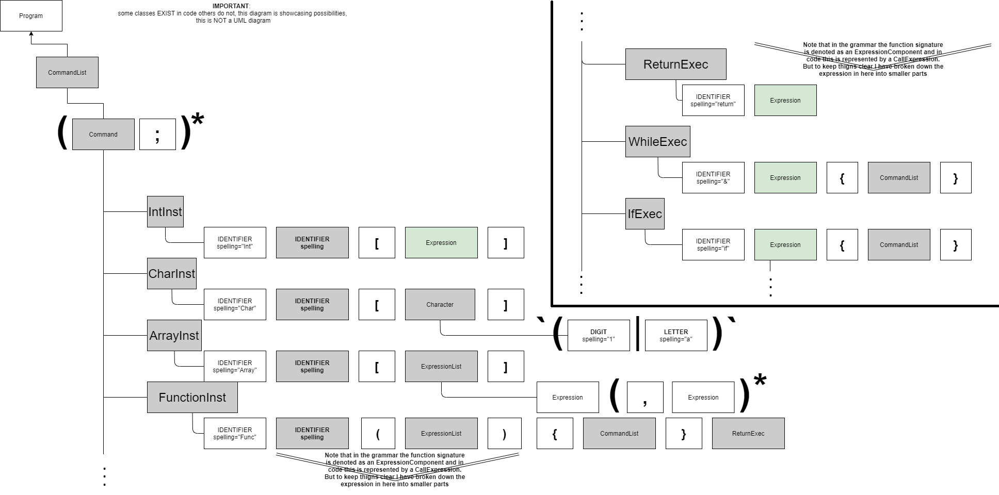 Program
IMPORTANT:
some classes EXIST in code others do not, this diagram is showcasing possibilities,
this is NOT a UML diagram
CommandList
( Command ; )*
IntInst
IDENTIFIER
spelling="Int"
IDENTIFIER
spelling
[
Expression
]
CharInst
IDENTIFIER
spelling="Char"
IDENTIFIER
spelling
[
Character
]
`(
DIGIT
spelling="1"
|
LETTER
spelling="a"
)`
ArrayInst
IDENTIFIER
spelling="Array"
IDENTIFIER
spelling
[
ExpressionList
]
Expression ( , Expression )*
FunctionInst
IDENTIFIER
spelling="Func"
IDENTIFIER
spelling
(
ExpressionList
)
{
CommandList
}
ReturnExec
Note that in the grammar the function signature
is denoted as an ExpressionComponent and in
code this is represented by a CallExpression.
But to keep thigns clear I have broken down the
expression in here into smaller parts
ReturnExec
Note that in the grammar the function signature
is denoted as an ExpressionComponent and in
code this is represented by a CallExpression.
But to keep thigns clear I have broken down the
expression in here into smaller parts
IDENTIFIER
spelling="return"
Expression
WhileExec
IDENTIFIER
spelling="&"
Expression
{
CommandList
}
IfExec
IDENTIFIER
spelling="if"
Expression
{
CommandList
}